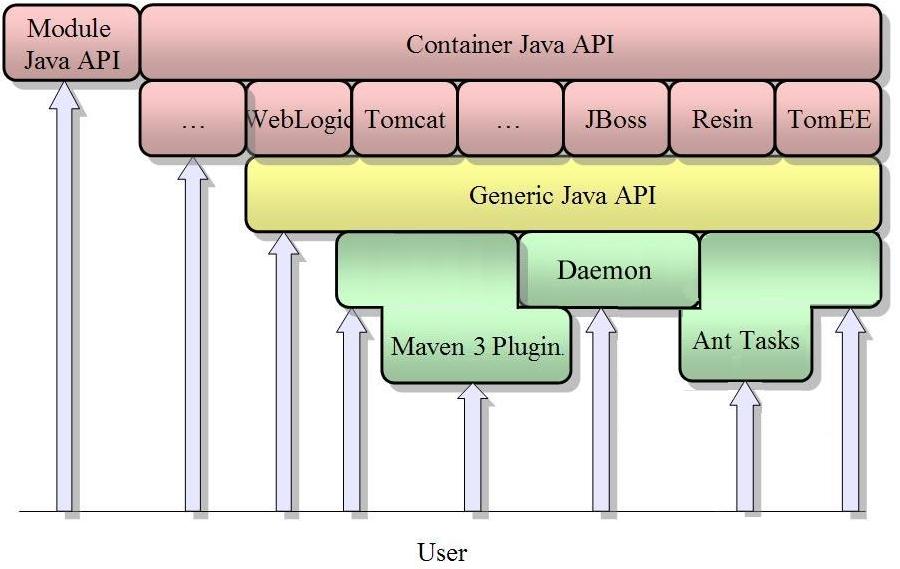 Module
Java API
Container Java API
...
WebLogic
Tomcat
...
JBoss
Resin
TomEE
Generic Java API
Daemon
Maven 3 Plugin
Ant Tasks
User